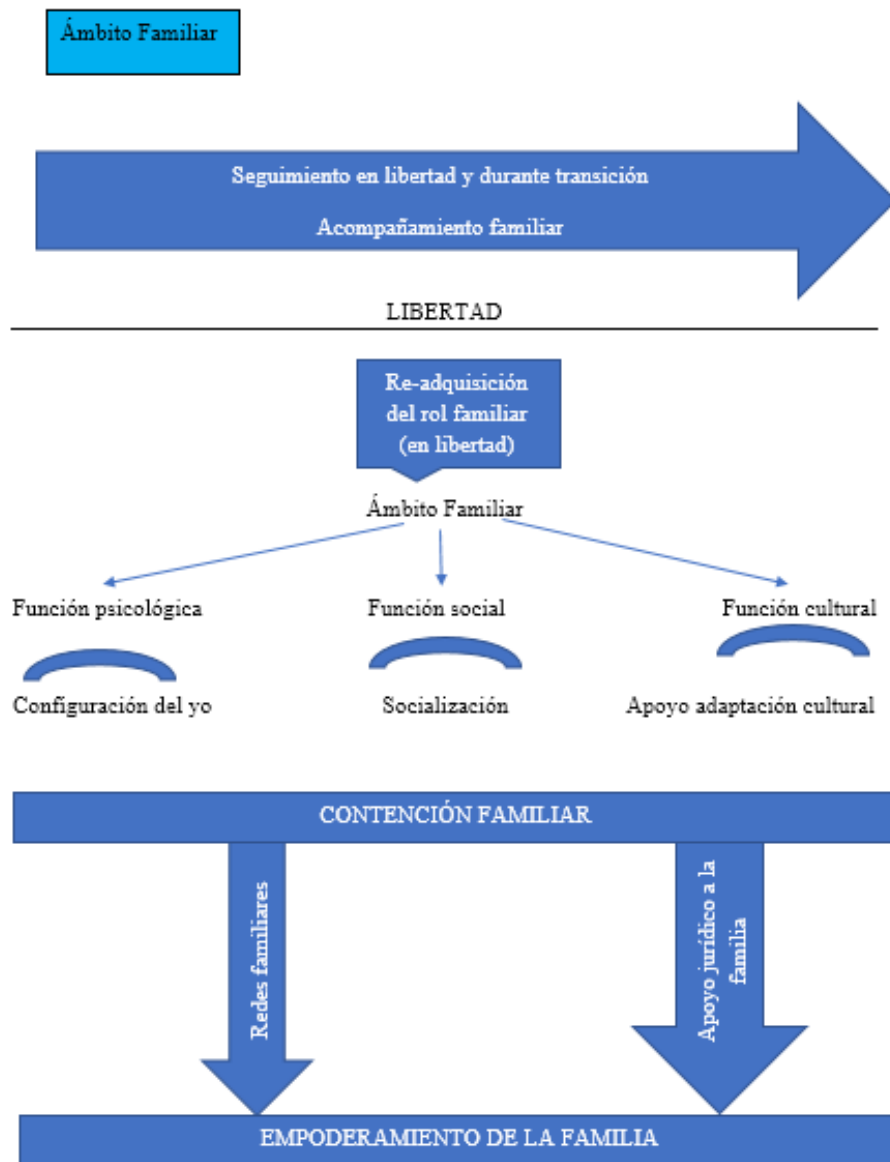 Ámbito Familiar
Seguimiento en libertad y durante transición
Acompañamiento familiar
LIBERTAD
Re-adquisición
del rol familiar
(en libertad)
Ámbito Familiar
Función psicológica
Función social
Función cultural
Configuración del yo
Socialización
Apoyo adaptación cultural
CONTENCIÓN FAMILIAR
Redes familiares
Apoyo jurídico a la
familia
EMPODERAMIENTO DE LA FAMILIA